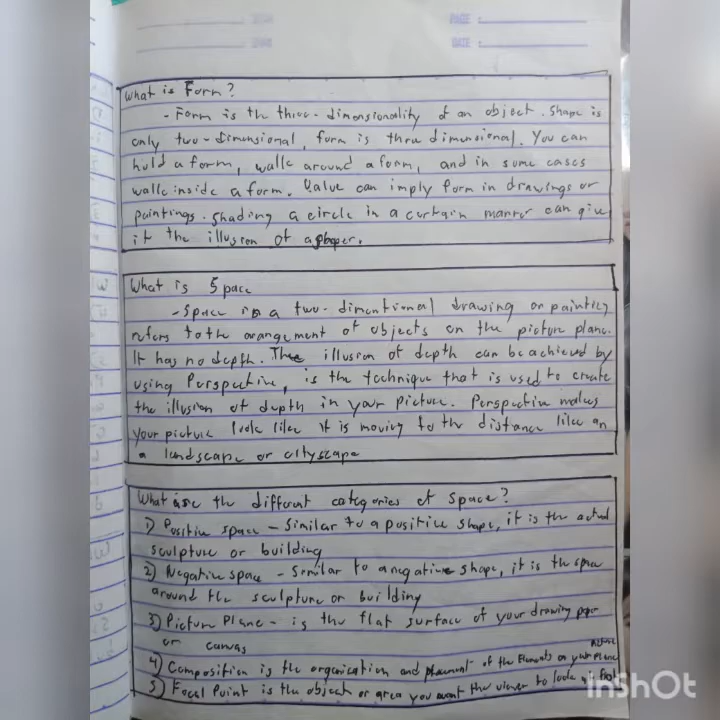 PAGE :
DATE :
What is Form?
- Form is the three-dimensionality of an object. Shape is
only two-dimensional, form is three dimensional. You can
hold a form, walk around a form, and in some cases
walk inside a form. Value can imply form in drawings or
paintings. Shading a circle in a certain manner can give
it the illusion of a
What is Space
- Space in a two-dimentional drawing or painting
refers to the arangement of objects on the picture plane.
It has no depth. The illusion of depth can be achieved by
using Perspective, is the technique that is used to create
the illusion of depth in your picture. Perspective makes
your picture look like it is moving to the distance like an
a landscape or cityscape
What are the different categories of space?
1) Positive space - Similar to a positive shape, it is the actual
sculpture or building
2) Negative space - Similar to a negative shape, it is the space
around the sculpture or building
3) Picture Plane - is the flat surface of your drawing paper
or canvas
4) Composition is the organization and placement of the elements on your picture plane
5) Focal Point is the object or area you want the viewer to look at first
InShOt